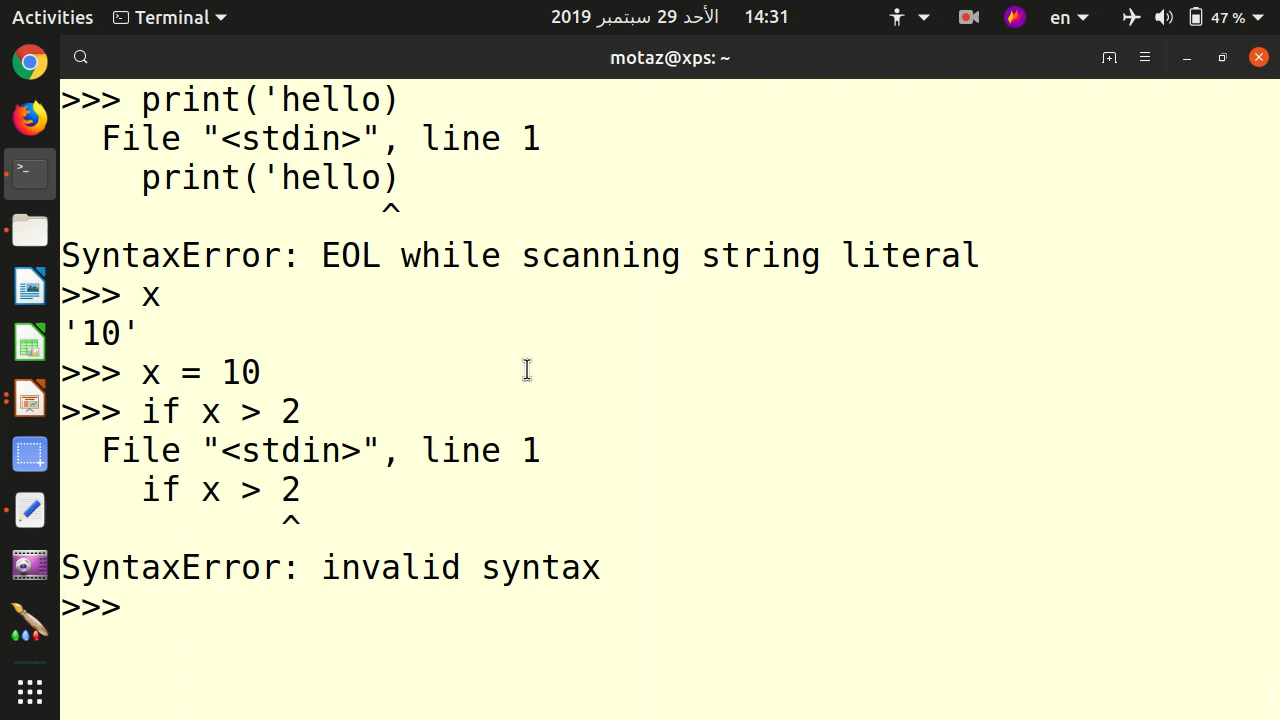 Activities Terminal الأحد 29 سبتمبر 2019 14:31 en 47 %
motaz@xps: ~
>>> print('hello)
  File "<stdin>", line 1
    print('hello)
                ^
SyntaxError: EOL while scanning string literal
>>> x
'10'
>>> x = 10
>>> if x > 2
  File "<stdin>", line 1
    if x > 2
           ^
SyntaxError: invalid syntax
>>>